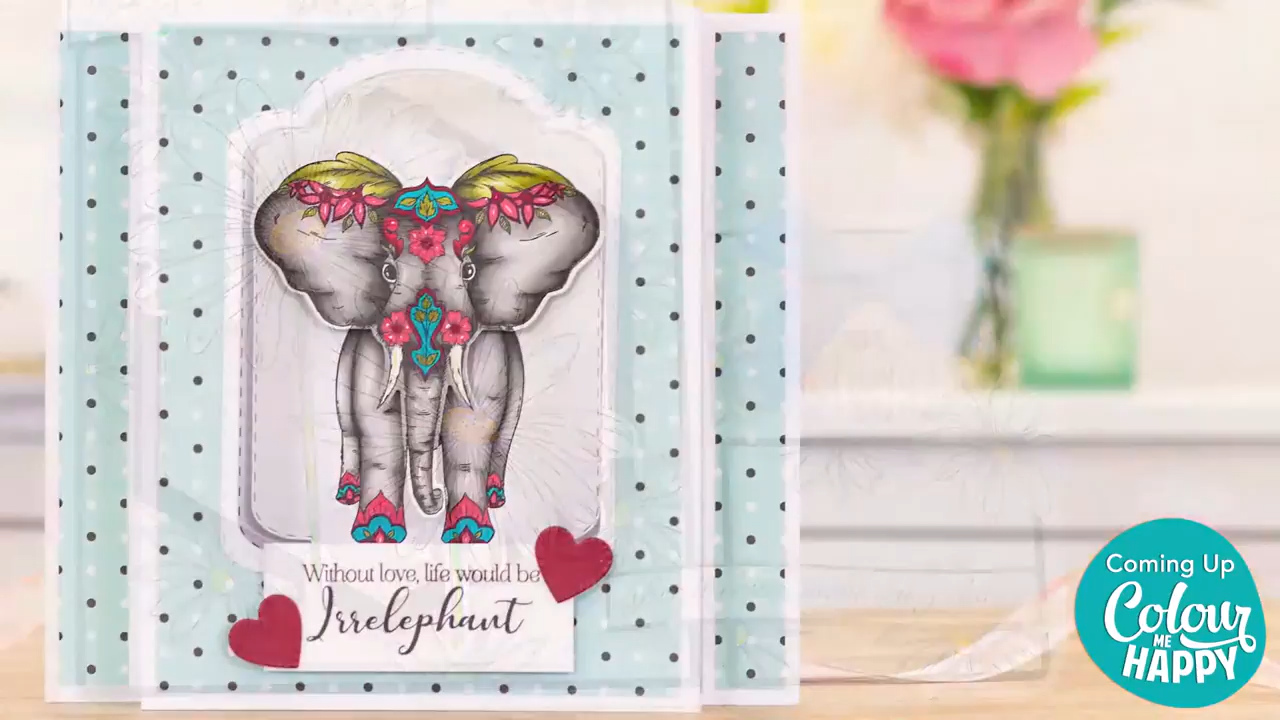 Without love, life would be
Irrelephant
Coming Up
Colour
ME
HAPPY